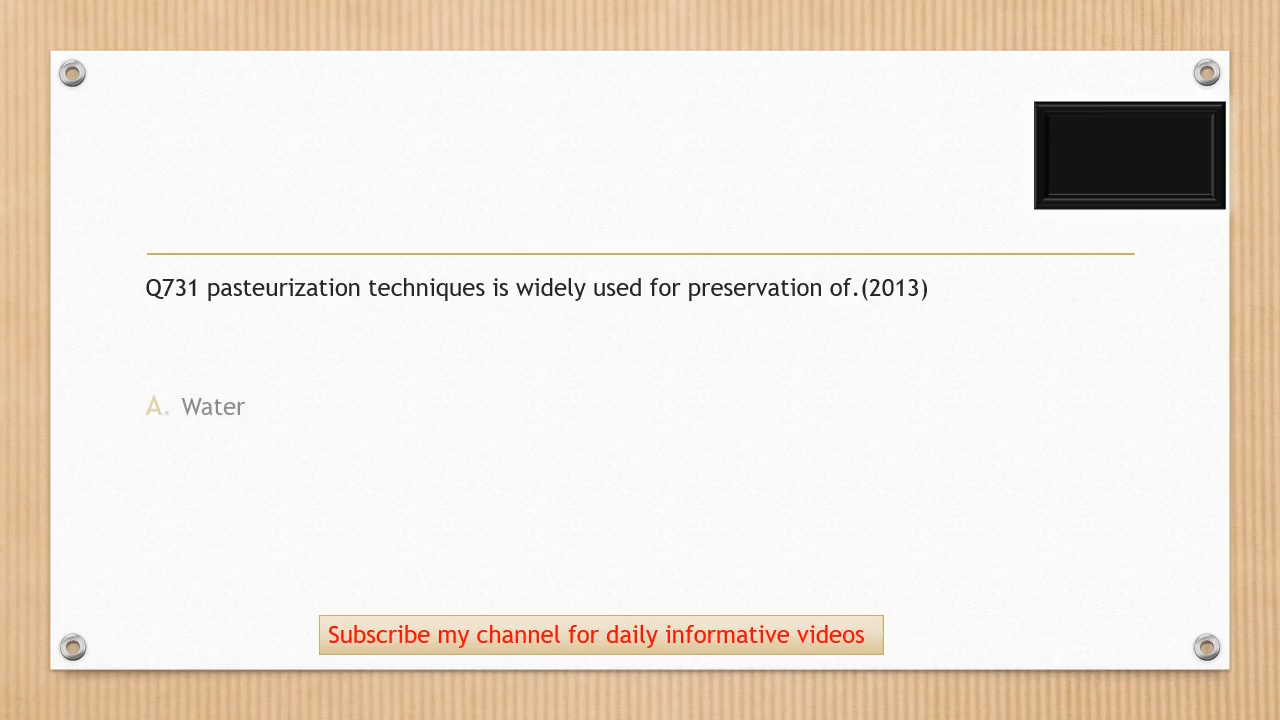 Q731 pasteurization techniques is widely used for preservation of.(2013)
A. Water
Subscribe my channel for daily informative videos